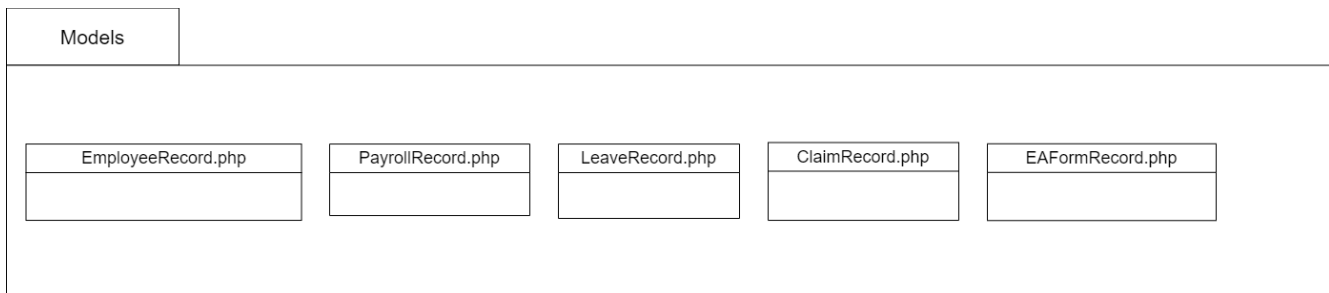 Models
EmployeeRecord.php
PayrollRecord.php
LeaveRecord.php
ClaimRecord.php
EAFormRecord.php